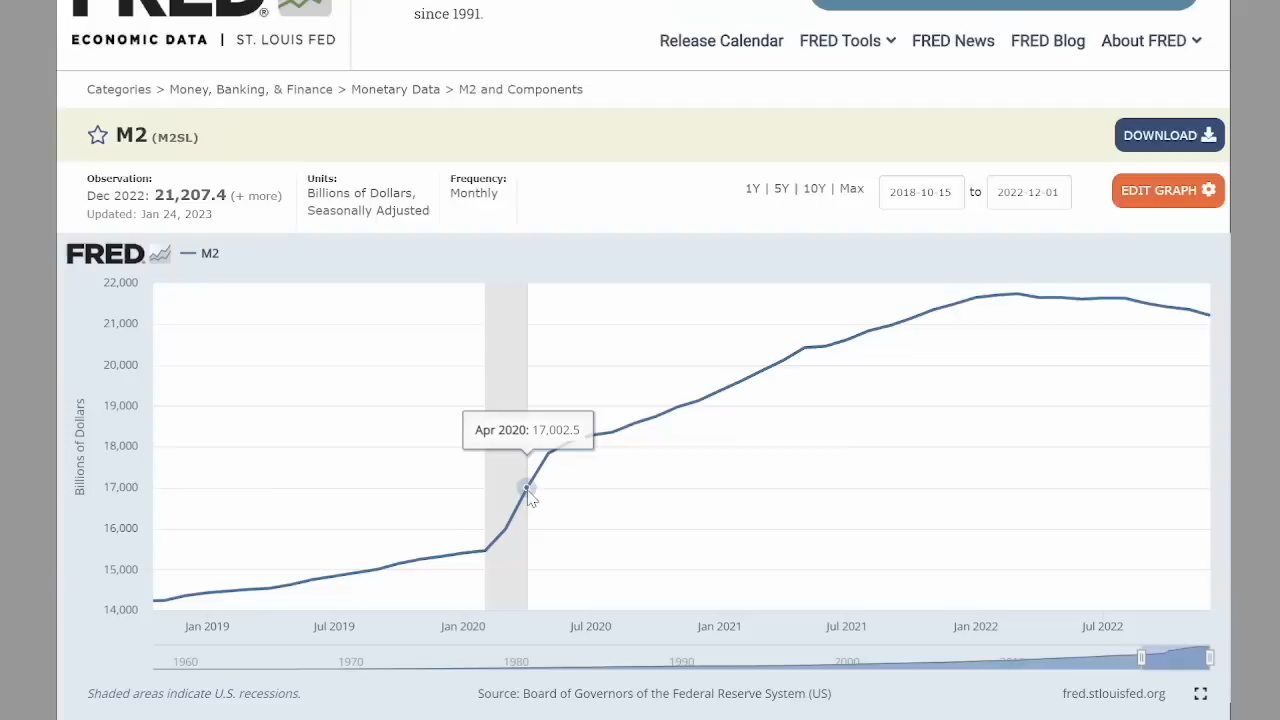 FRED®
since 1991.
ECONOMIC DATA | ST. LOUIS FED
Release Calendar FRED Tools FRED News FRED Blog About FRED
Categories > Money, Banking, & Finance > Monetary Data > M2 and Components
M2 (M2SL)
DOWNLOAD
Observation:
Dec 2022: 21,207.4 (+ more)
Updated: Jan 24, 2023
Units:
Billions of Dollars,
Seasonally Adjusted
Frequency:
Monthly
1Y | 5Y | 10Y | Max
2018-10-15 to 2022-12-01
EDIT GRAPH
FRED M2
22,000
21,000
20,000
19,000
18,000
17,000
16,000
15,000
14,000
Billions of Dollars
Apr 2020: 17,002.5
Jan 2019 Jul 2019 Jan 2020 Jul 2020 Jan 2021 Jul 2021 Jan 2022 Jul 2022
1960 1970 1980 1990 2000 2010
Shaded areas indicate U.S. recessions.
Source: Board of Governors of the Federal Reserve System (US)
fred.stlouisfed.org